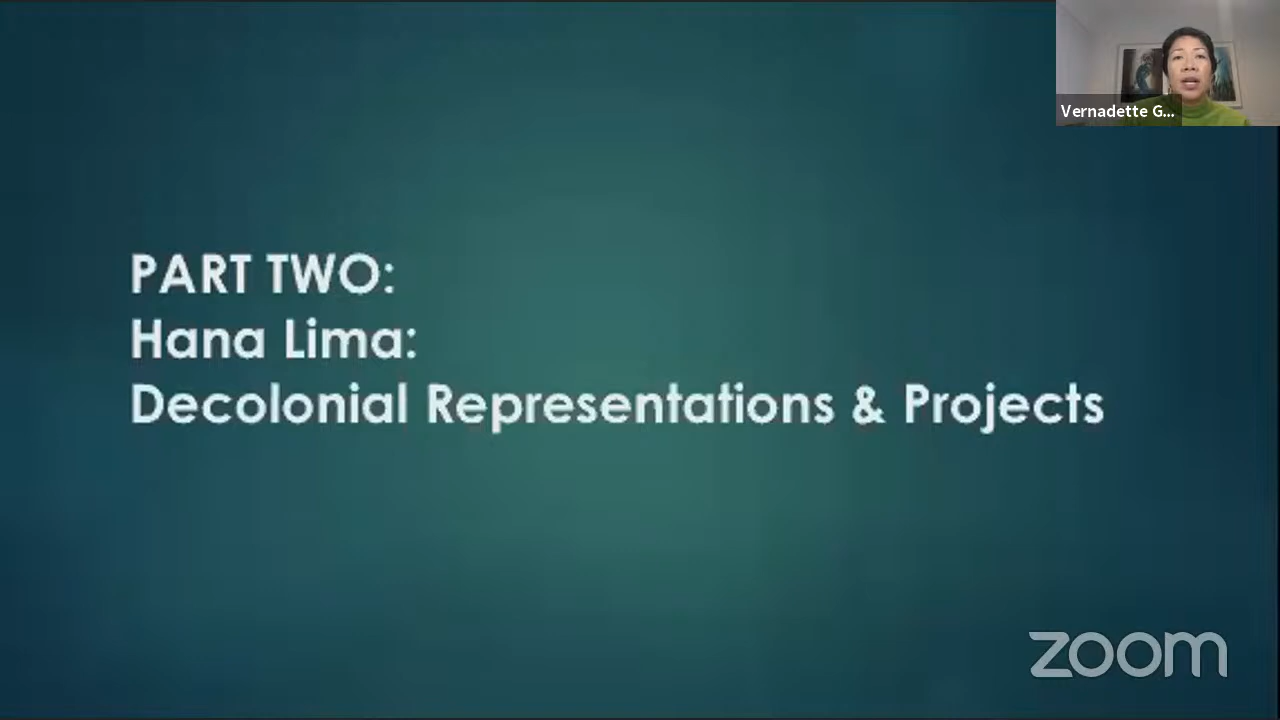 Vernadette G...
PART TWO:
Hana Lima:
Decolonial Representations & Projects
zoom